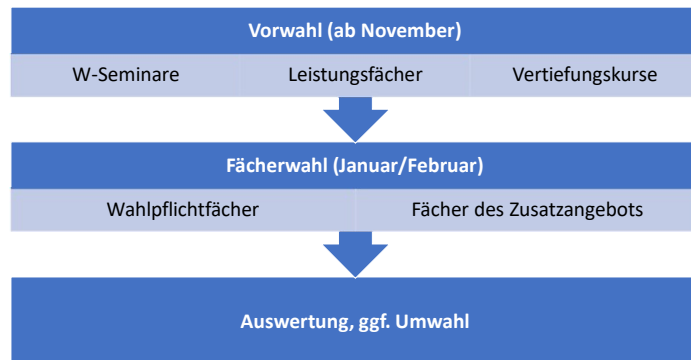 Vorwahl (ab November)
W-Seminare Leistungsfächer Vertiefungskurse
Fächerwahl (Januar/Februar)
Wahlpflichtfächer Fächer des Zusatzangebots
Auswertung, ggf. Umwahl